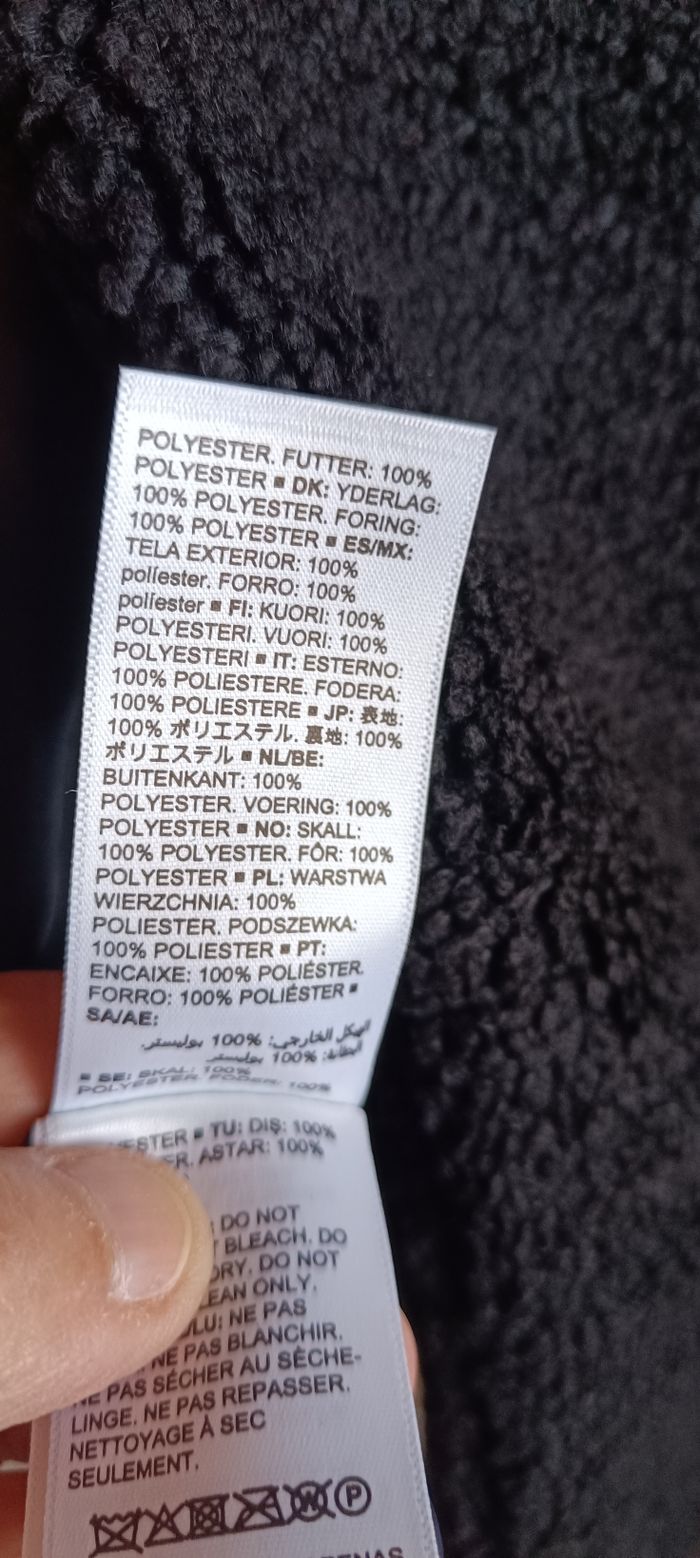 POLYESTER. FUTTER: 100%
POLYESTER ■ DK: YDERLAG:
100% POLYESTER. FORING:
100% POLYESTER ■ ES/MX:
TELA EXTERIOR: 100%
poliester. FORRO: 100%
poliester ■ FI: KUORI: 100%
POLYESTERI. VUORI: 100%
POLYESTERI ■ IT: ESTERNO:
100% POLIESTERE. FODERA:
100% POLIESTERE ■ JP: 表地:
100% ポリエステル. 裏地: 100%
ポリエステル ■ NL/BE:
BUITENKANT: 100%
POLYESTER. VOERING: 100%
POLYESTER ■ NO: SKALL:
100% POLYESTER. FÔR: 100%
POLYESTER ■ PL: WARSTWA
WIERZCHNIA: 100%
POLIESTER. PODSZEWKA:
100% POLIESTER ■ PT:
ENCAIXE: 100% POLIÉSTER.
FORRO: 100% POLIÉSTER ■
SA/AE:
الهيكل الخارجي: %100 بوليستر.
البطانة: %100 بوليستر
■ SE: SKAL: 100%
POLYESTER. FODER: 100%
■ TU: DIŞ: 100%
ASTAR: 100%
DO NOT
BLEACH. DO
DO NOT
ONLY.
NE PAS
NE PAS BLANCHIR.
NE PAS SÉCHER AU SÈCHE-
LINGE. NE PAS REPASSER.
NETTOYAGE À SEC
SEULEMENT.
W P